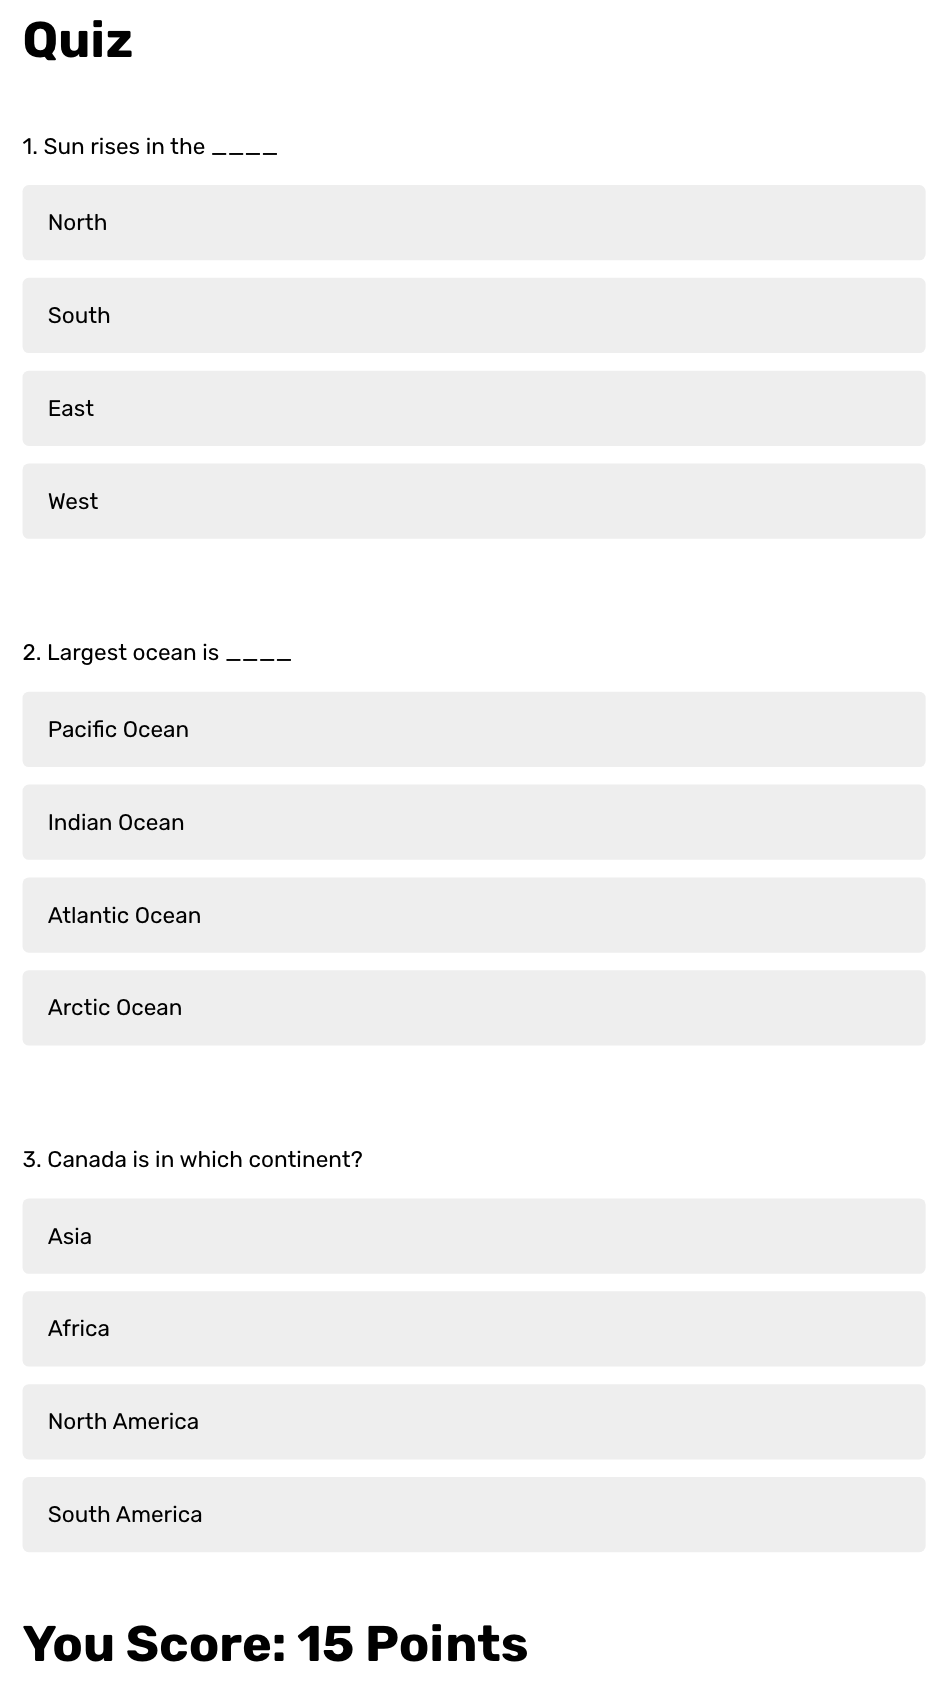 Quiz
1. Sun rises in the ____
North
South
East
West
2. Largest ocean is ____
Pacific Ocean
Indian Ocean
Atlantic Ocean
Arctic Ocean
3. Canada is in which continent?
Asia
Africa
North America
South America
You Score: 15 Points